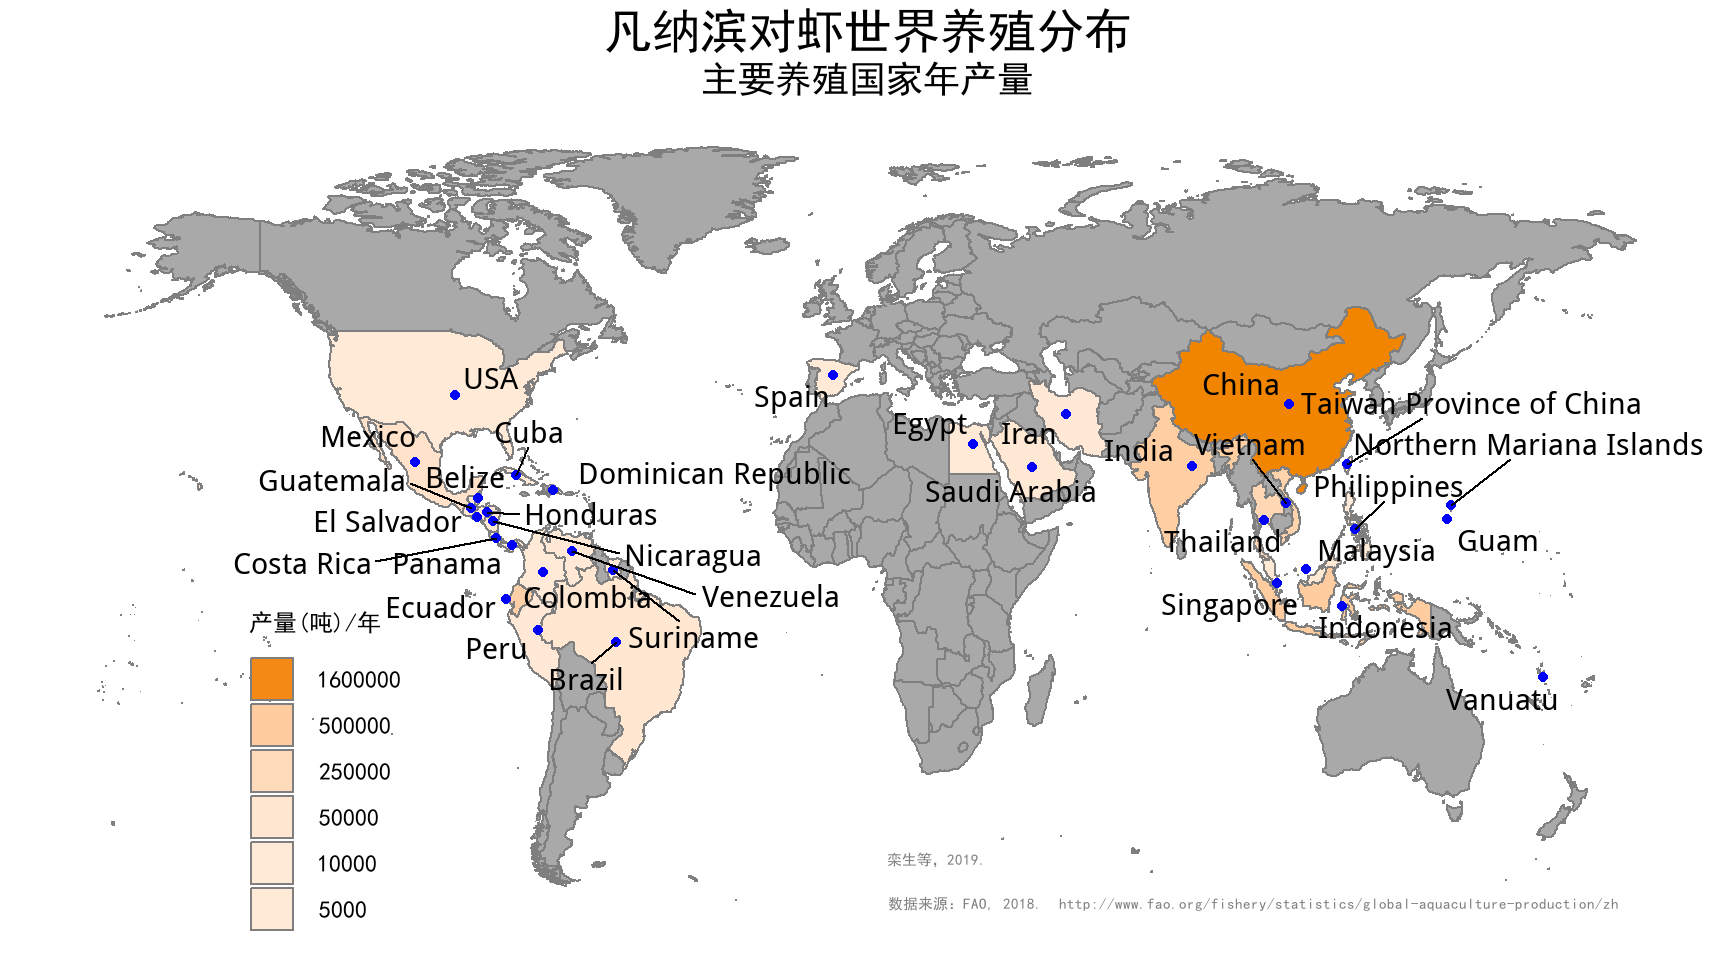 凡纳滨对虾世界养殖分布
主要养殖国家年产量
USA
China
Spain
Taiwan Province of China
Mexico
Cuba
Egypt
Iran
India
Vietnam
Northern Mariana Islands
Guatemala
Belize
Dominican Republic
Saudi Arabia
Philippines
El Salvador
Honduras
Thailand
Malaysia
Guam
Costa Rica
Panama
Nicaragua
Ecuador
Colombia
Venezuela
Singapore
Indonesia
Peru
Suriname
Brazil
Vanuatu
产量(吨)/年
1600000
500000
250000
50000
10000
5000
栾生等, 2019.
数据来源: FAO, 2018. http://www.fao.org/fishery/statistics/global-aquaculture-production/zh